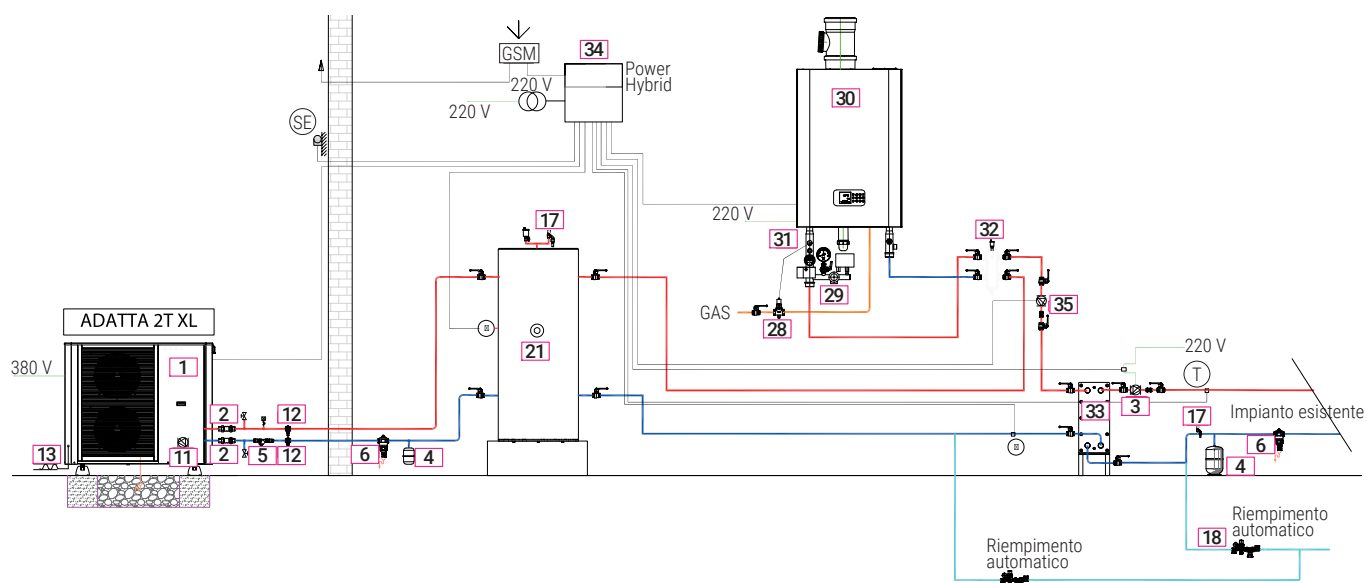 GSM
34
Power
Hybrid
220 V
220 V
SE
30
220 V
17
31
32
29
GAS
28
35
ADATTA 2T XL
380 V
1
21
220 V
T
2
12
33
3
17
Impianto esistente
13
11
2
5
12
6
4
6
4
18
Riempimento
automatico
Riempimento
automatico